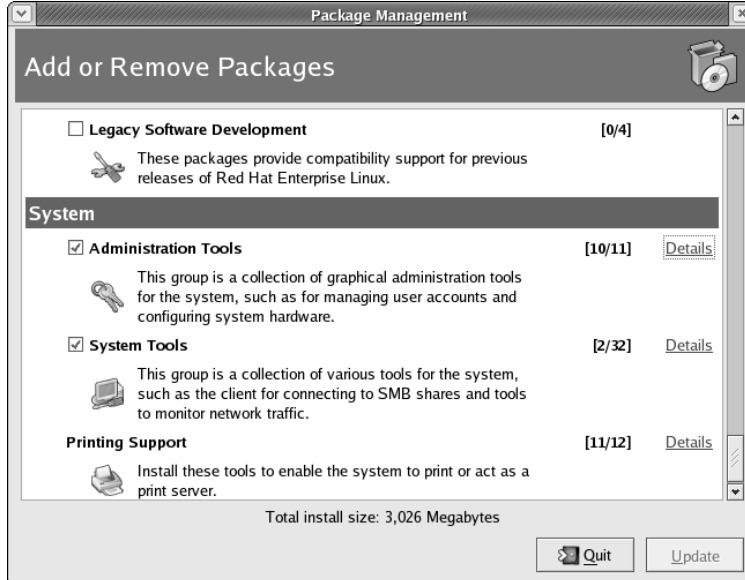 Package Management
Add or Remove Packages
Legacy Software Development [0/4]
These packages provide compatibility support for previous
releases of Red Hat Enterprise Linux.
System
Administration Tools [10/11] Details
This group is a collection of graphical administration tools
for the system, such as for managing user accounts and
configuring system hardware.
System Tools [2/32] Details
This group is a collection of various tools for the system,
such as the client for connecting to SMB shares and tools
to monitor network traffic.
Printing Support [11/12] Details
Install these tools to enable the system to print or act as a
print server.
Total install size: 3,026 Megabytes
Quit Update